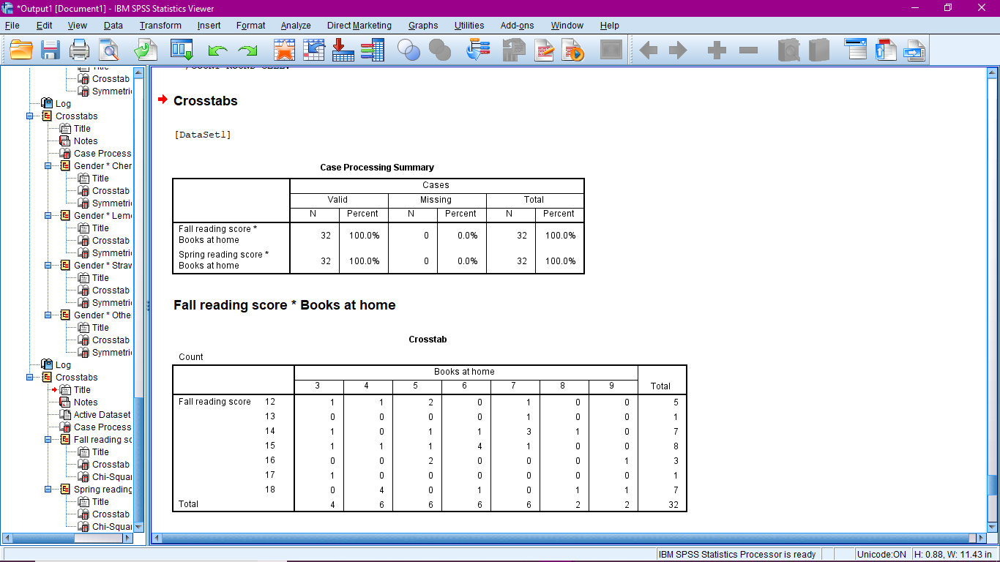 *Output1 [Document1] - IBM SPSS Statistics Viewer
File Edit View Data Transform Insert Format Analyze Direct Marketing Graphs Utilities Add-ons Window Help
Title
Crosstab
Symmetri
Log
Crosstabs
Title
Notes
Case Process
Gender * Cher
Title
Crosstab
Symmetri
Gender * Lem
Title
Crosstab
Symmetri
Gender * Straw
Title
Crosstab
Symmetri
Gender * Othe
Title
Crosstab
Symmetri
Log
Crosstabs
Title
Notes
Active Dataset
Case Process
Fall reading sc
Title
Crosstab
Chi-Squar
Spring reading
Title
Crosstab
Chi-Squar
/COUNT ROUND CELL.
Crosstabs
[DataSet1]
Case Processing Summary
Cases
Valid Missing Total
N Percent N Percent N Percent
Fall reading score *
Books at home 32 100.0% 0 0.0% 32 100.0%
Spring reading score *
Books at home 32 100.0% 0 0.0% 32 100.0%
Fall reading score * Books at home
Crosstab
Count
Books at home
3 4 5 6 7 8 9 Total
Fall reading score 12 1 1 2 0 1 0 0 5
13 0 0 0 0 1 0 0 1
14 1 0 1 1 3 1 0 7
15 1 1 1 4 1 0 0 8
16 0 0 2 0 0 0 1 3
17 1 0 0 0 0 0 0 1
18 0 4 0 1 0 1 1 7
Total 4 6 6 6 6 2 2 32
IBM SPSS Statistics Processor is ready Unicode:ON H: 0.88, W: 11.43 in